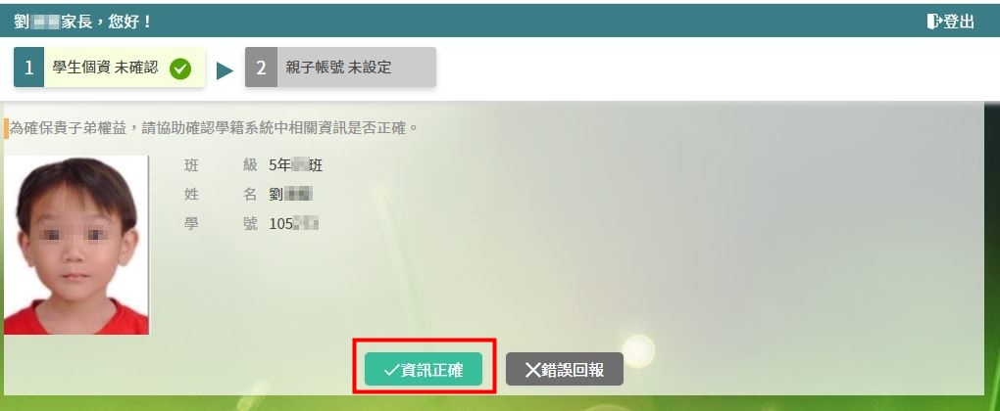 劉家長，您好！
登出
1 學生個資 未確認
2 親子帳號 未設定
為確保貴子弟權益，請協助確認學籍系統中相關資訊是否正確。
班 級 5年班
姓 名 劉
學 號 105
資訊正確
錯誤回報